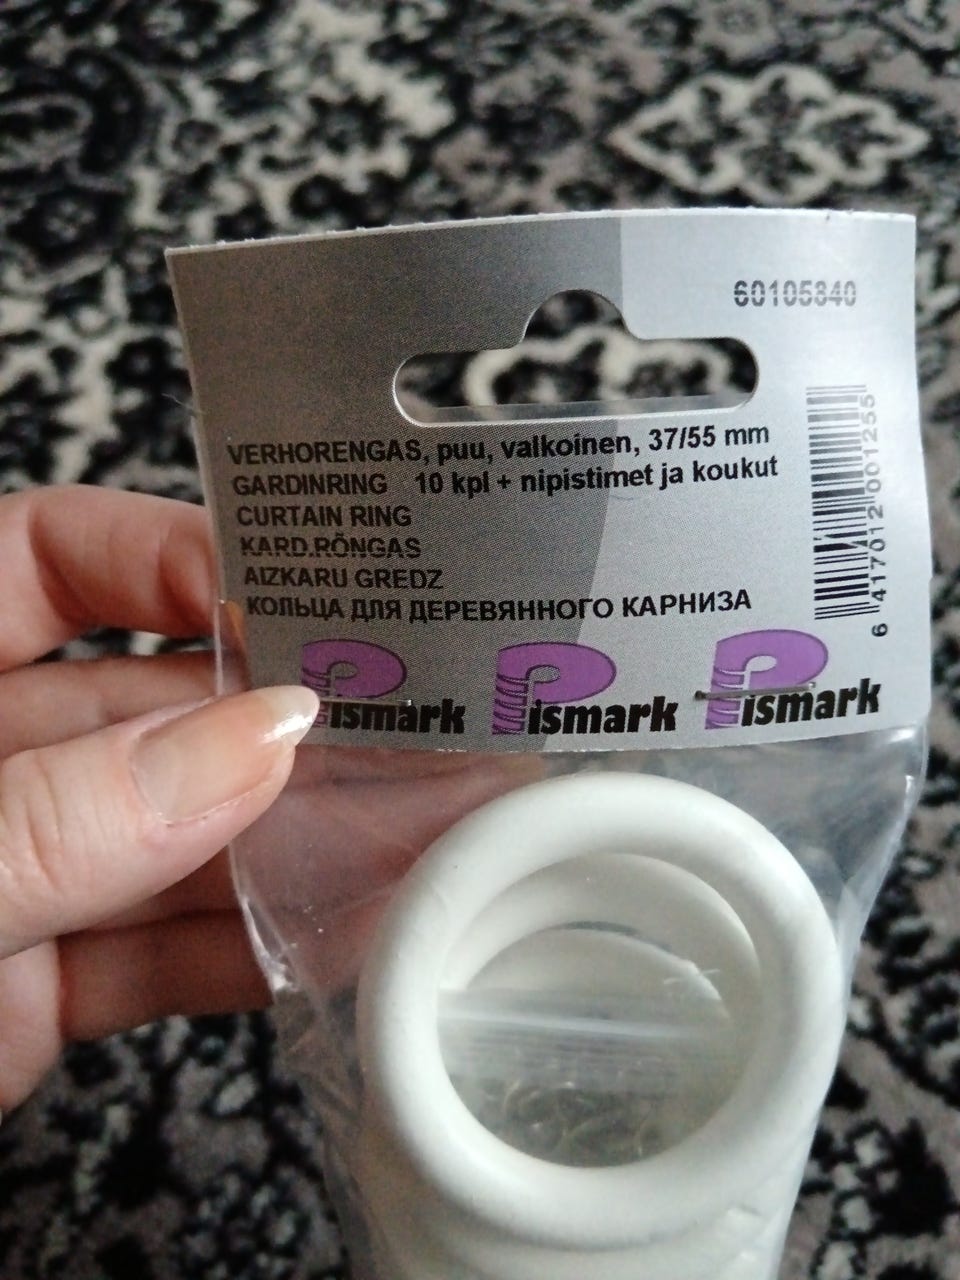 60105840
VERHORENGAS, puu, valkoinen, 37/55 mm
GARDINRING 10 kpl + nipistimet ja koukut
CURTAIN RING
KARD.RÕNGAS
AIZKARU GREDZ
КОЛЬЦА ДЛЯ ДЕРЕВЯННОГО КАРНИЗА
6 417012 001255
Pismark Pismark Pismark